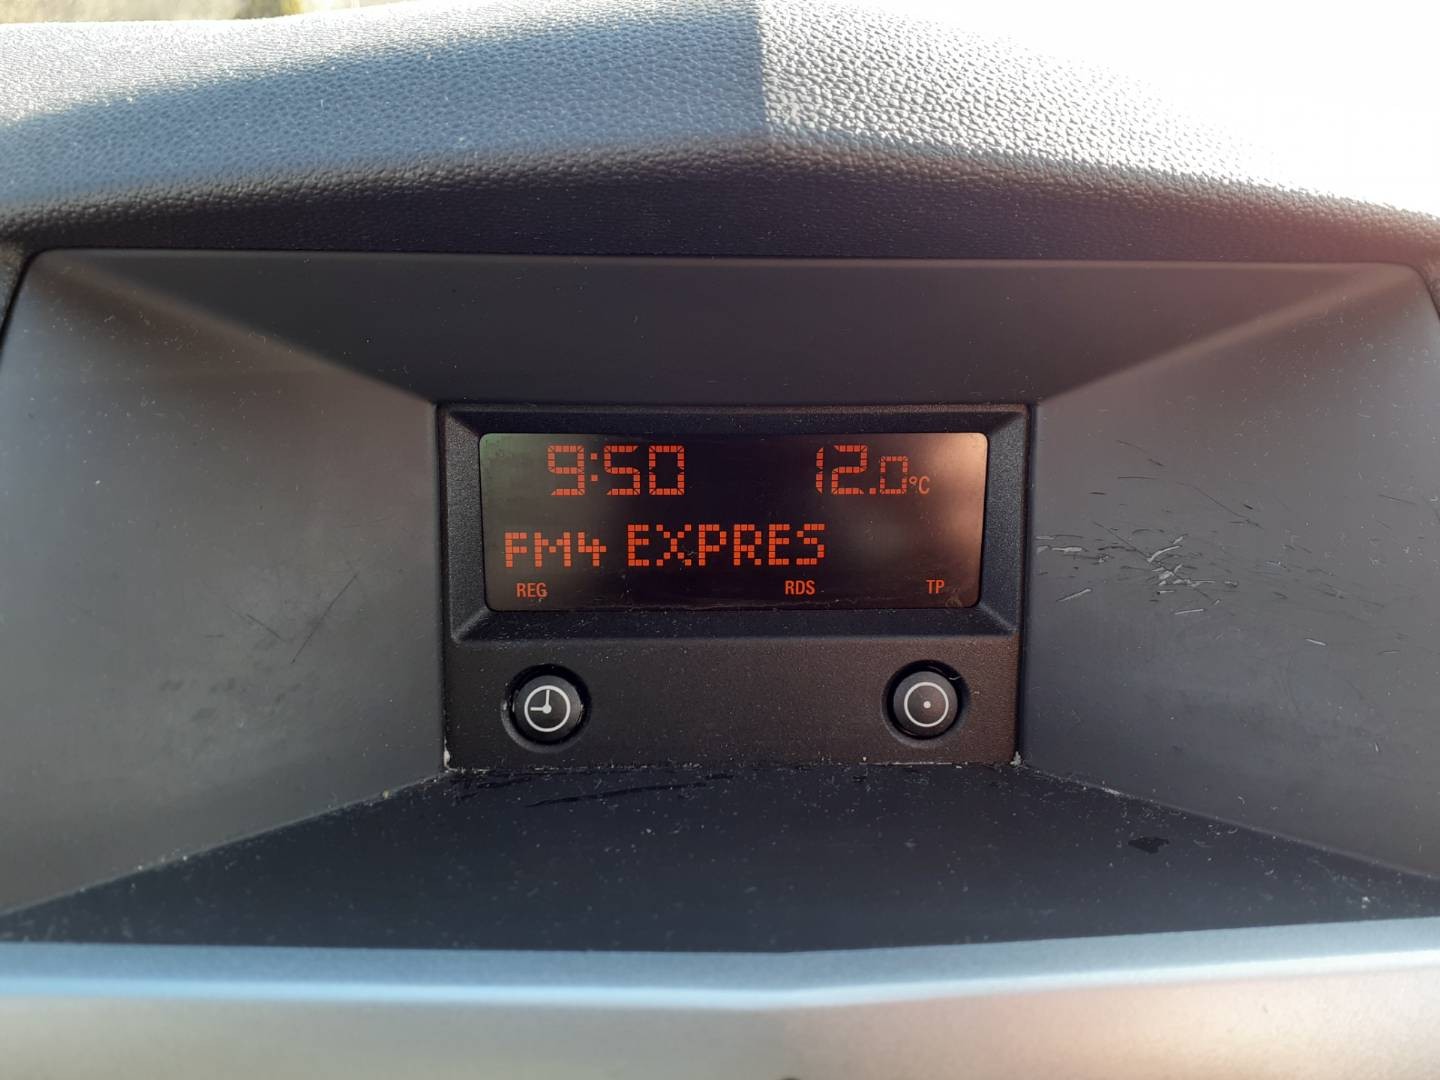 9:50 12.0°C
FM4 EXPRES
REG RDS TP